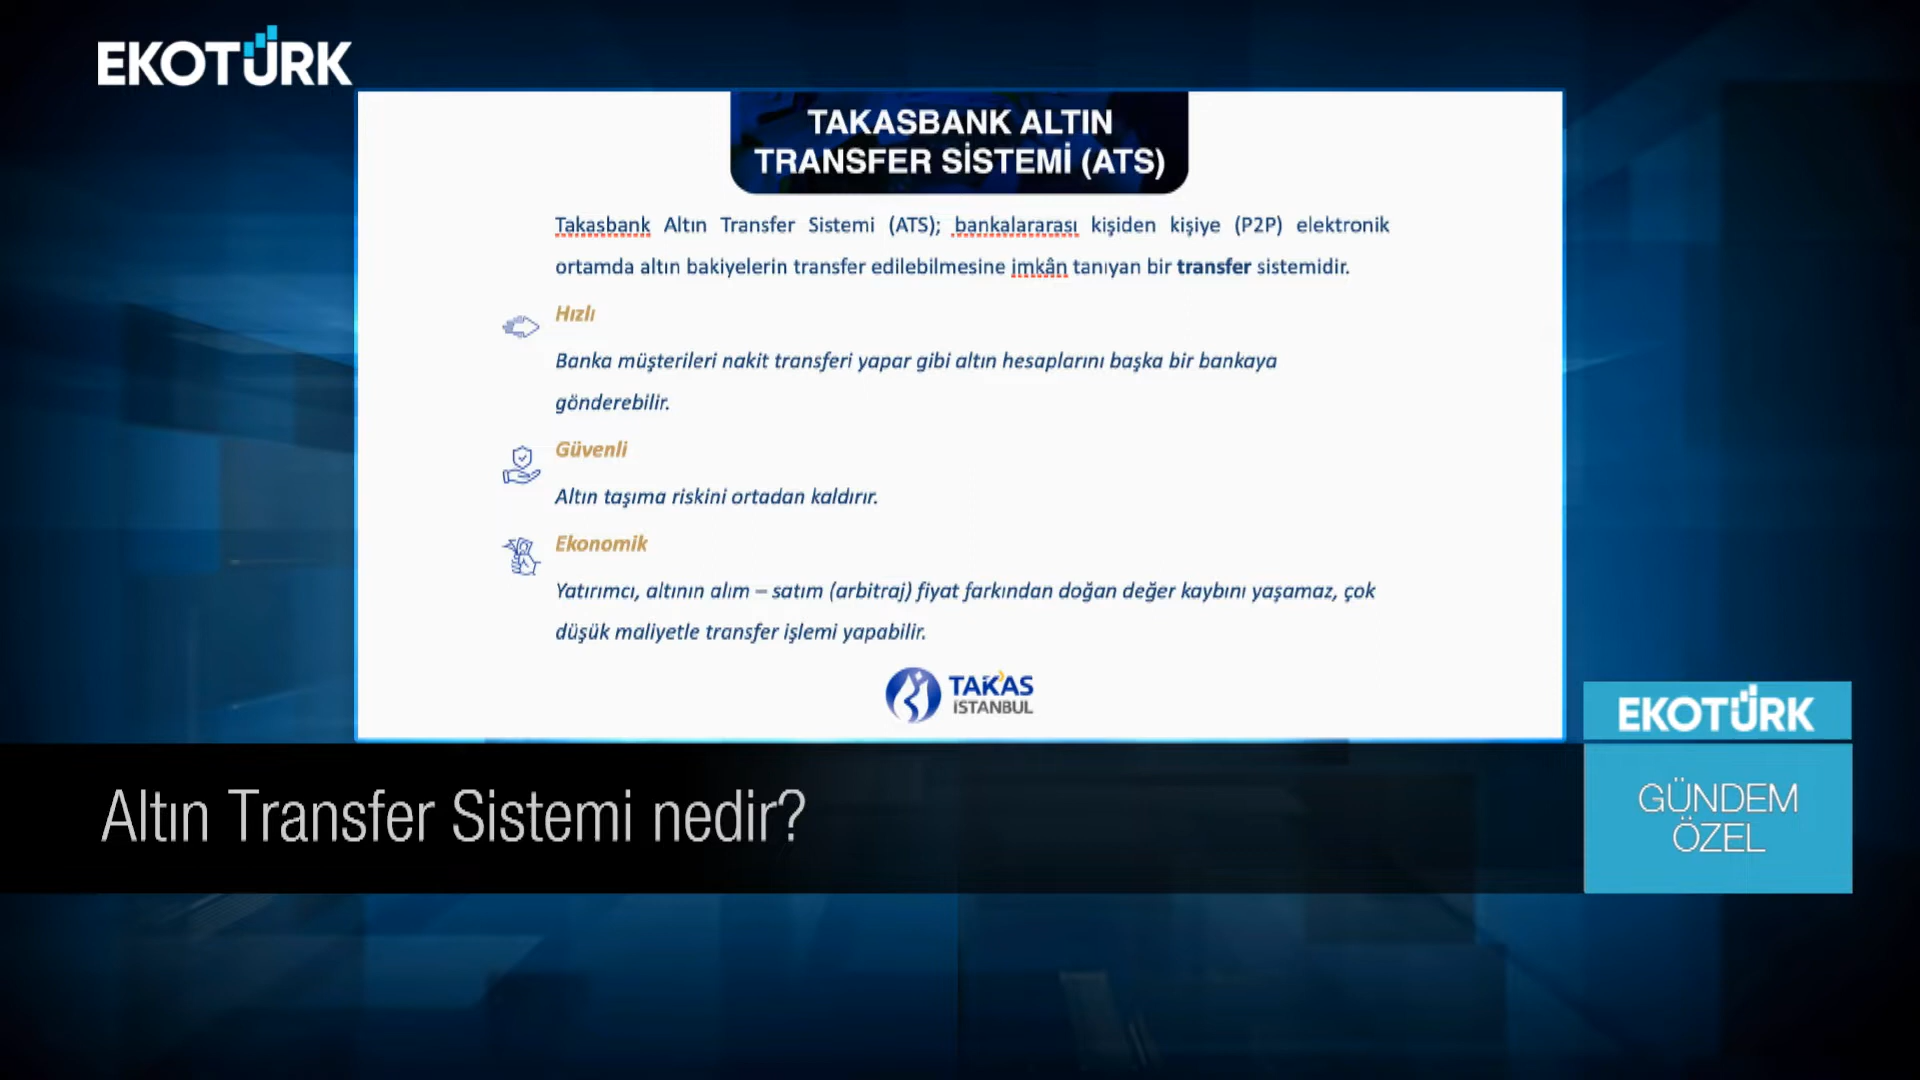 EKOTÜRK
TAKASBANK ALTIN
TRANSFER SİSTEMİ (ATS)
Takasbank Altın Transfer Sistemi (ATS); bankalararası kişiden kişiye (P2P) elektronik
ortamda altın bakiyelerin transfer edilebilmesine imkân tanıyan bir transfer sistemidir.
Hızlı
Banka müşterileri nakit transferi yapar gibi altın hesaplarını başka bir bankaya
gönderebilir.
Güvenli
Altın taşıma riskini ortadan kaldırır.
Ekonomik
Yatırımcı, altının alım – satım (arbitraj) fiyat farkından doğan değer kaybını yaşamaz, çok
düşük maliyetle transfer işlemi yapabilir.
TAKAS
İSTANBUL
EKOTÜRK
Altın Transfer Sistemi nedir?
GÜNDEM
ÖZEL